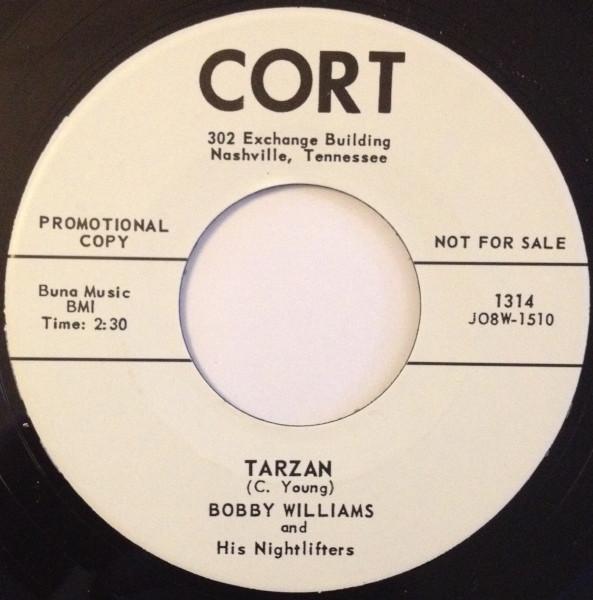 CORT
302 Exchange Building
Nashville, Tennessee
PROMOTIONAL
COPY
NOT FOR SALE
Buna Music
BMI
Time: 2:30
1314
JO8W-1510
TARZAN
(C. Young)
BOBBY WILLIAMS
and
His Nightlifters